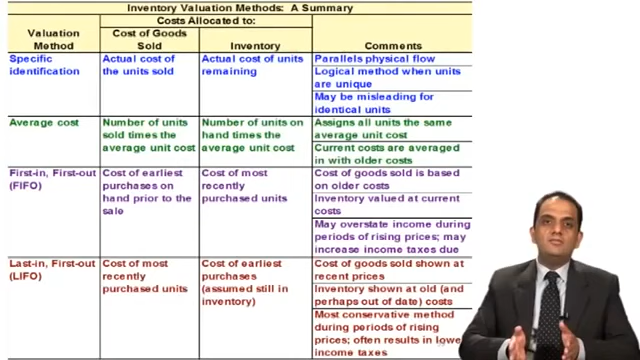 Inventory Valuation Methods: A Summary
Costs Allocated to:
Valuation
Method
Cost of Goods
Sold
Inventory
Comments
Specific
identification
Actual cost of
the units sold
Actual cost of units
remaining
Parallels physical flow
Logical method when units
are unique
May be misleading for
identical units
Average cost
Number of units
sold times the
average unit cost
Number of units on
hand times the
average unit cost
Assigns all units the same
average unit cost
Current costs are averaged
in with older costs
First-in, First-out
(FIFO)
Cost of earliest
purchases on
hand prior to the
sale
Cost of most
recently
purchased units
Cost of goods sold is based
on older costs
Inventory valued at current
costs
May overstate income during
periods of rising prices; may
increase income taxes due
Last-in, First-out
(LIFO)
Cost of most
recently
purchased units
Cost of earliest
purchases
(assumed still in
inventory)
Cost of goods sold shown at
recent prices
Inventory shown at old (and
perhaps out of date) costs
Most conservative method
during periods of rising
prices; often results in lowe
income taxes